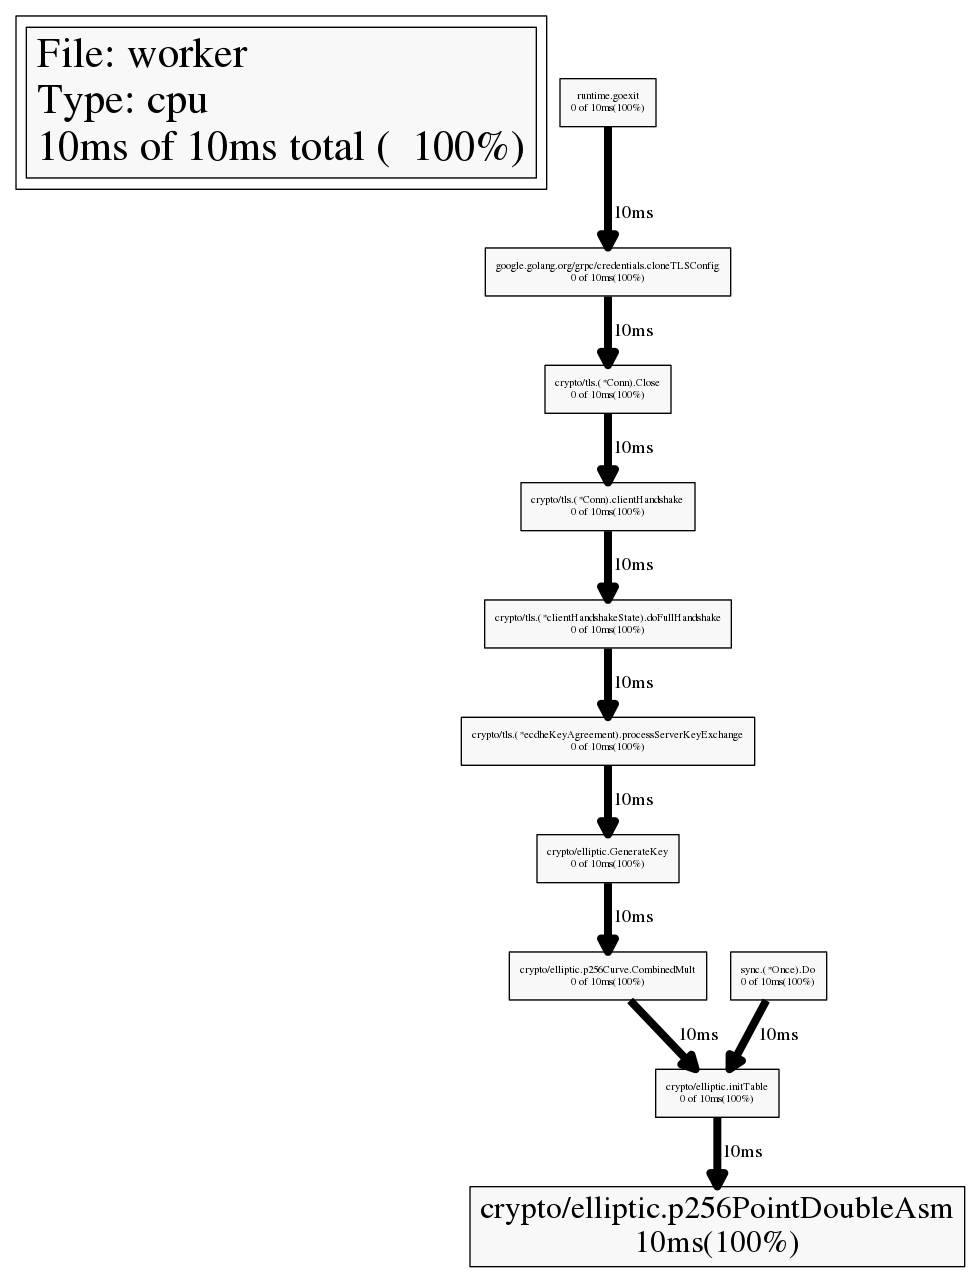 File: worker
Type: cpu
10ms of 10ms total (  100%)
runtime.goexit
0 of 10ms(100%)
10ms
google.golang.org/grpc/credentials.cloneTLSConfig
0 of 10ms(100%)
10ms
crypto/tls.(*Conn).Close
0 of 10ms(100%)
10ms
crypto/tls.(*Conn).clientHandshake
0 of 10ms(100%)
10ms
crypto/tls.(*clientHandshakeState).doFullHandshake
0 of 10ms(100%)
10ms
crypto/tls.(*ecdheKeyAgreement).processServerKeyExchange
0 of 10ms(100%)
10ms
crypto/elliptic.GenerateKey
0 of 10ms(100%)
10ms
crypto/elliptic.p256Curve.CombinedMult
0 of 10ms(100%)
sync.(*Once).Do
0 of 10ms(100%)
10ms
10ms
crypto/elliptic.initTable
0 of 10ms(100%)
10ms
crypto/elliptic.p256PointDoubleAsm
10ms(100%)